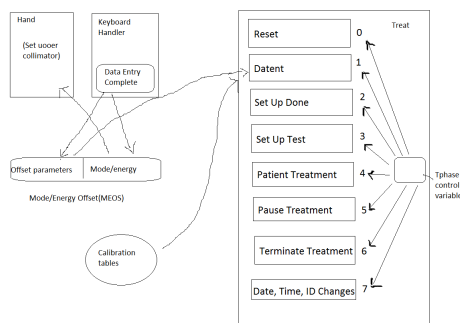 Hand
(Set uooer
collimator)
Keyboard
Handler
Data Entry
Complete
Offset parameters
Mode/energy
Mode/Energy Offset(MEOS)
Calibration
tables
Treat
Reset 0
Datent 1
Set Up Done 2
Set Up Test 3
Patient Treatment 4
Pause Treatment 5
Terminate Treatment 6
Date, Time, ID Changes 7
Tphase
control
variable